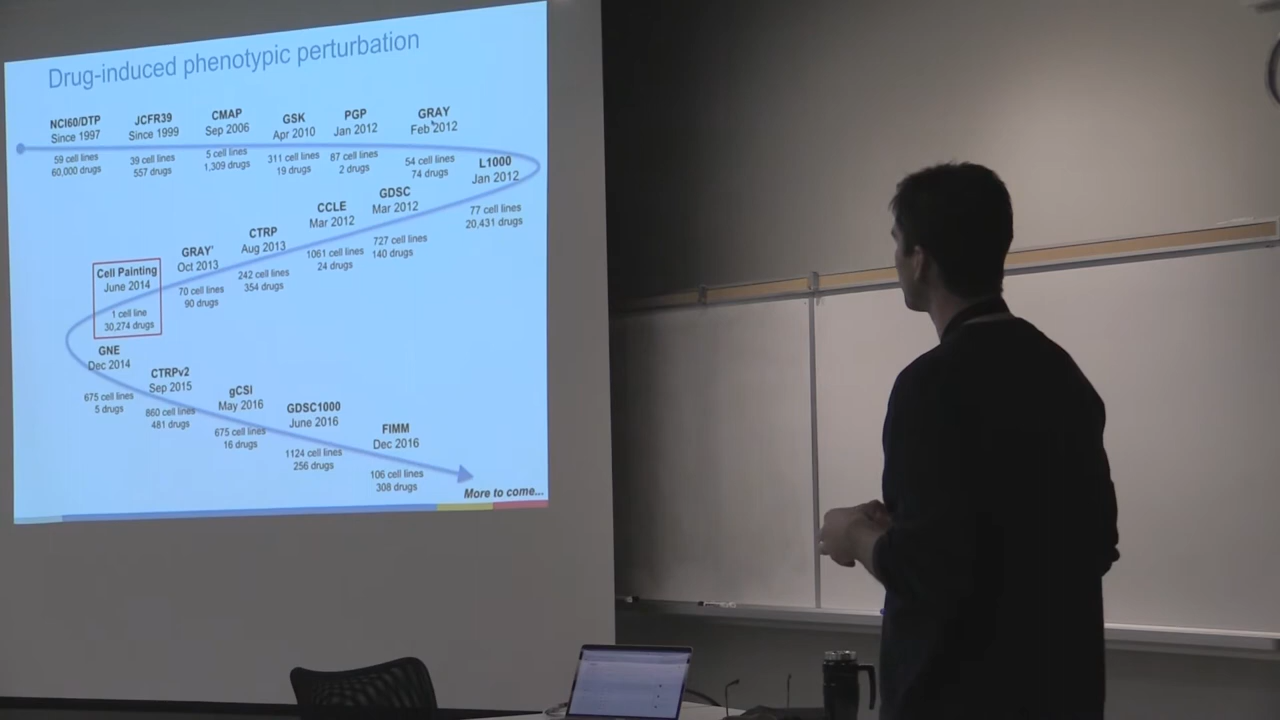 Drug-induced phenotypic perturbation
NCI60/DTP
Since 1997
59 cell lines
60,000 drugs
JCFR39
Since 1999
39 cell lines
557 drugs
CMAP
Sep 2006
5 cell lines
1,309 drugs
GSK
Apr 2010
311 cell lines
19 drugs
PGP
Jan 2012
87 cell lines
2 drugs
GRAY
Feb 2012
54 cell lines
74 drugs
L1000
Jan 2012
77 cell lines
20,431 drugs
GDSC
Mar 2012
727 cell lines
140 drugs
CCLE
Mar 2012
1061 cell lines
24 drugs
CTRP
Aug 2013
242 cell lines
354 drugs
GRAY'
Oct 2013
70 cell lines
90 drugs
Cell Painting
June 2014
1 cell line
30,274 drugs
GNE
Dec 2014
675 cell lines
5 drugs
CTRPv2
Sep 2015
860 cell lines
481 drugs
gCSI
May 2016
675 cell lines
16 drugs
GDSC1000
June 2016
1124 cell lines
256 drugs
FIMM
Dec 2016
106 cell lines
308 drugs
More to come...